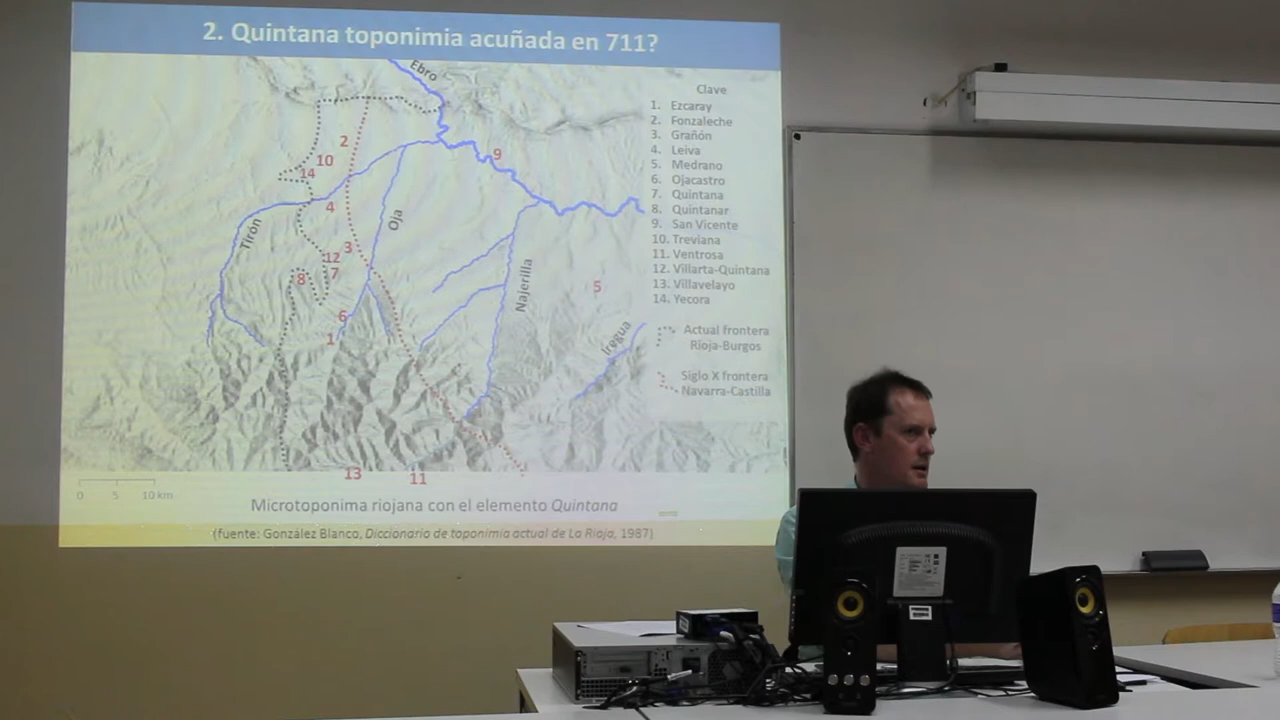 2. Quintana toponimia acuñada en 711?
Ebro
Clave
1. Ezcaray
2. Fonzaleche
3. Grañón
4. Leiva
5. Medrano
6. Ojacastro
7. Quintana
8. Quintanar
9. San Vicente
10. Treviana
11. Ventrosa
12. Villarta-Quintana
13. Villavelayo
14. Yecora
Actual frontera
Rioja-Burgos
Siglo X frontera
Navarra-Castilla
2
9
10
14
4
Oja
Tirón
3
12
7
8
Najerilla
5
6
1
Iregua
13
11
0 5 10 km
Microtoponima riojana con el elemento Quintana
(fuente: González Blanco, Diccionario de toponimia actual de La Rioja, 1987)